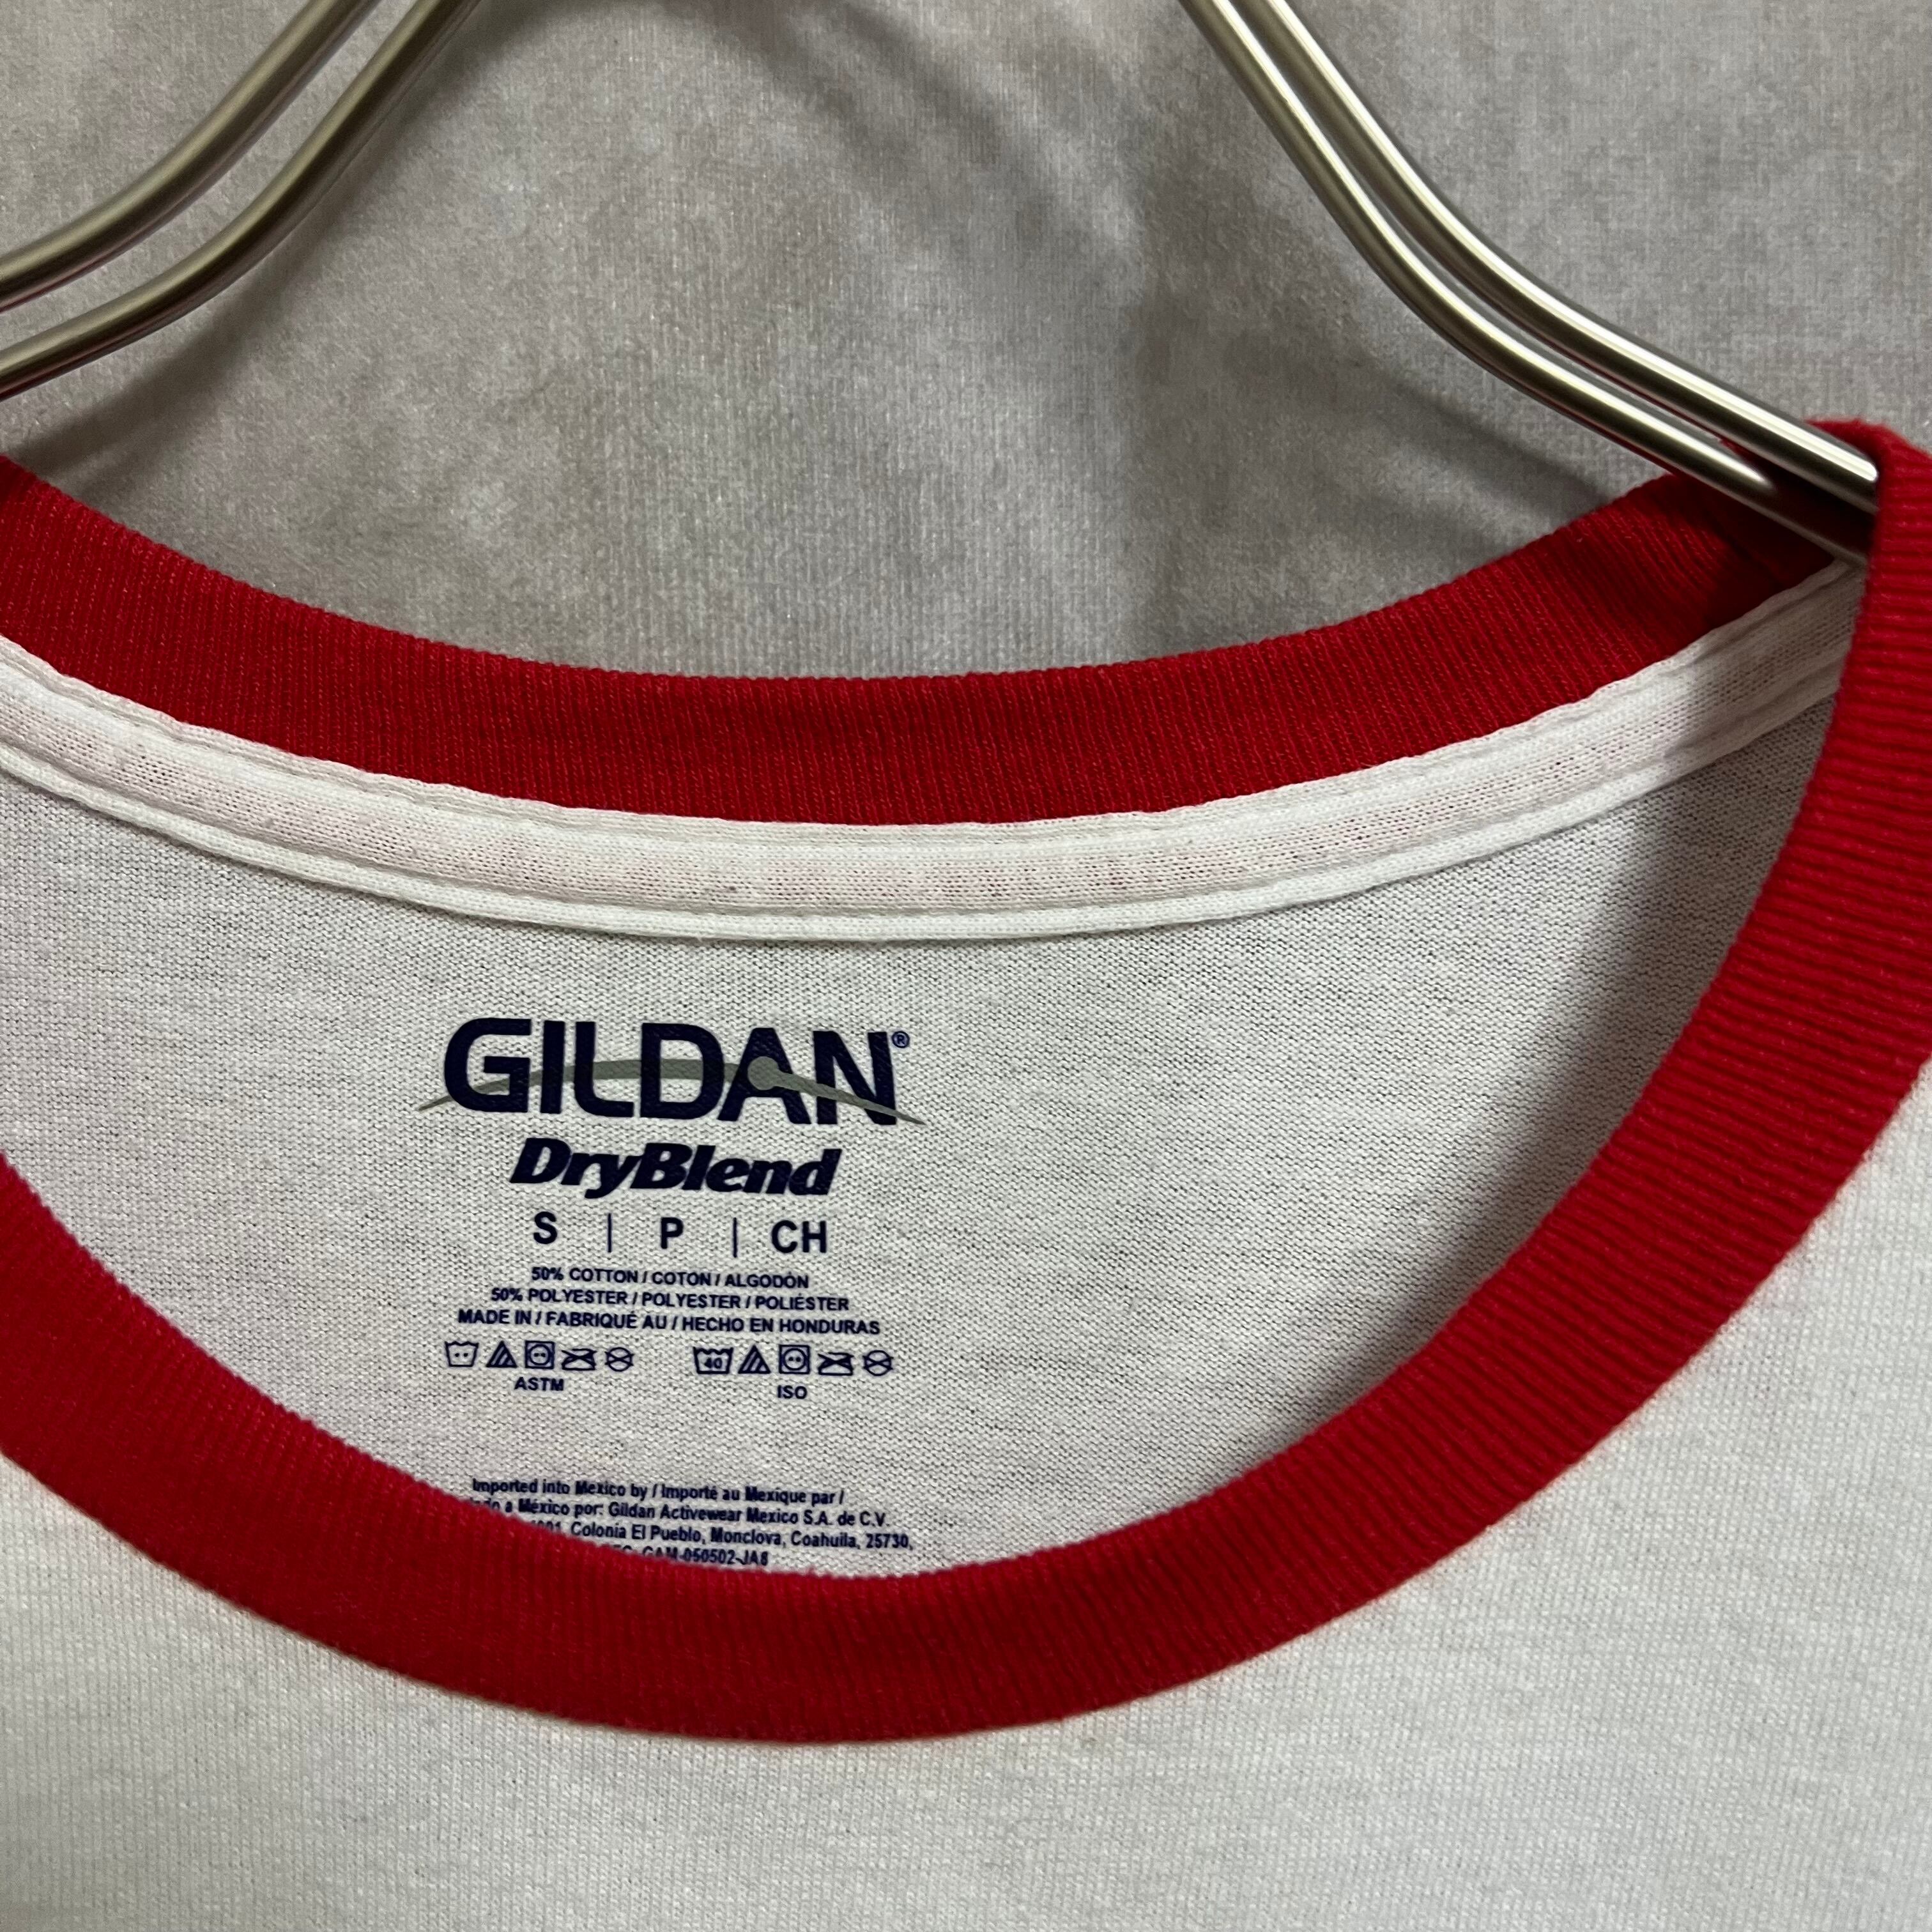 GILDAN®
DryBlend
S | P | CH
50% COTTON / COTON / ALGODÓN
50% POLYESTER / POLYESTER / POLIÉSTER
MADE IN / FABRIQUÉ AU / HECHO EN HONDURAS
40
ASTM ISO
Imported into Mexico by / Importé au Mexique par /
a México por: Gildan Activewear Mexico S.A. de C.V.
Colonia El Pueblo, Monclova, Coahuila, 25730,
GAM-050502-JA8